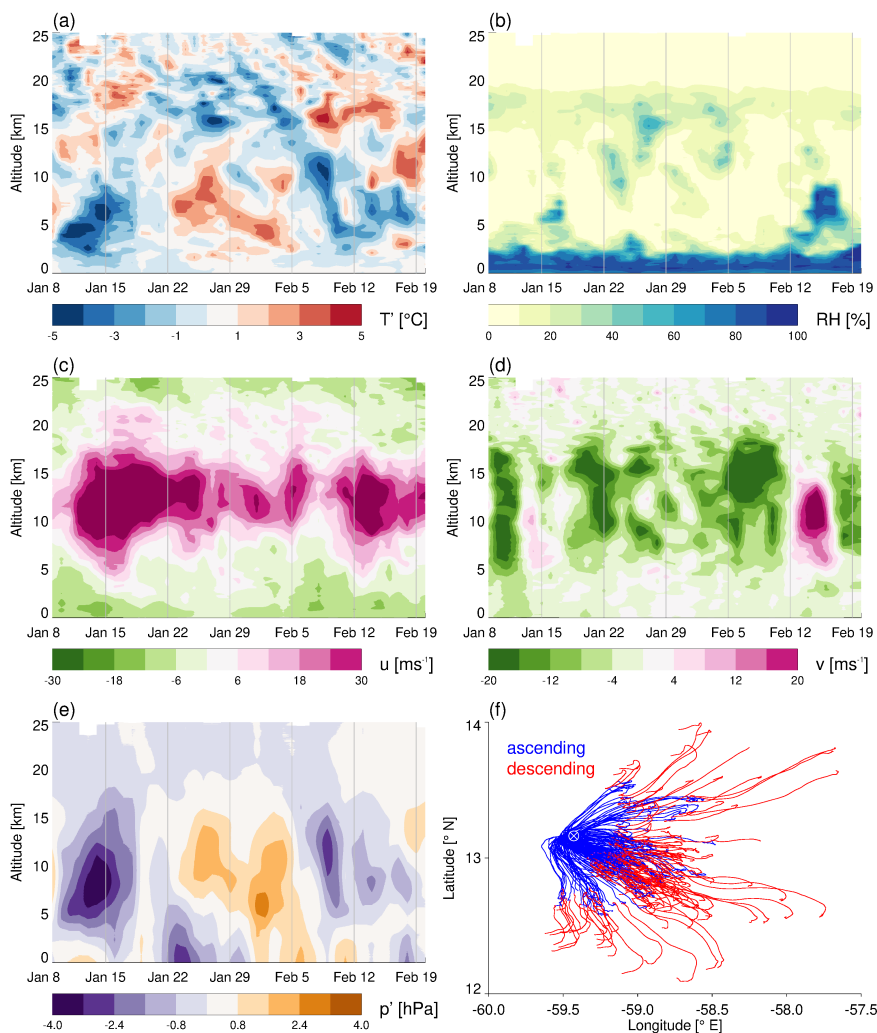 (a)
(b)
25
20
15
10
5
0
Altitude [km]
Jan 8 Jan 15 Jan 22 Jan 29 Feb 5 Feb 12 Feb 19
-5 -3 -1 1 3 5
T' [°C]
25
20
15
10
5
0
Altitude [km]
Jan 8 Jan 15 Jan 22 Jan 29 Feb 5 Feb 12 Feb 19
0 20 40 60 80 100
RH [%]
(c)
(d)
25
20
15
10
5
0
Altitude [km]
Jan 8 Jan 15 Jan 22 Jan 29 Feb 5 Feb 12 Feb 19
-30 -18 -6 6 18 30
u [ms⁻¹]
25
20
15
10
5
0
Altitude [km]
Jan 8 Jan 15 Jan 22 Jan 29 Feb 5 Feb 12 Feb 19
-20 -12 -4 4 12 20
v [ms⁻¹]
(e)
(f)
25
20
15
10
5
0
Altitude [km]
Jan 8 Jan 15 Jan 22 Jan 29 Feb 5 Feb 12 Feb 19
-4.0 -2.4 -0.8 0.8 2.4 4.0
p' [hPa]
ascending
descending
14
13
12
Latitude [° N]
-60.0 -59.5 -59.0 -58.5 -58.0 -57.5
Longitude [° E]